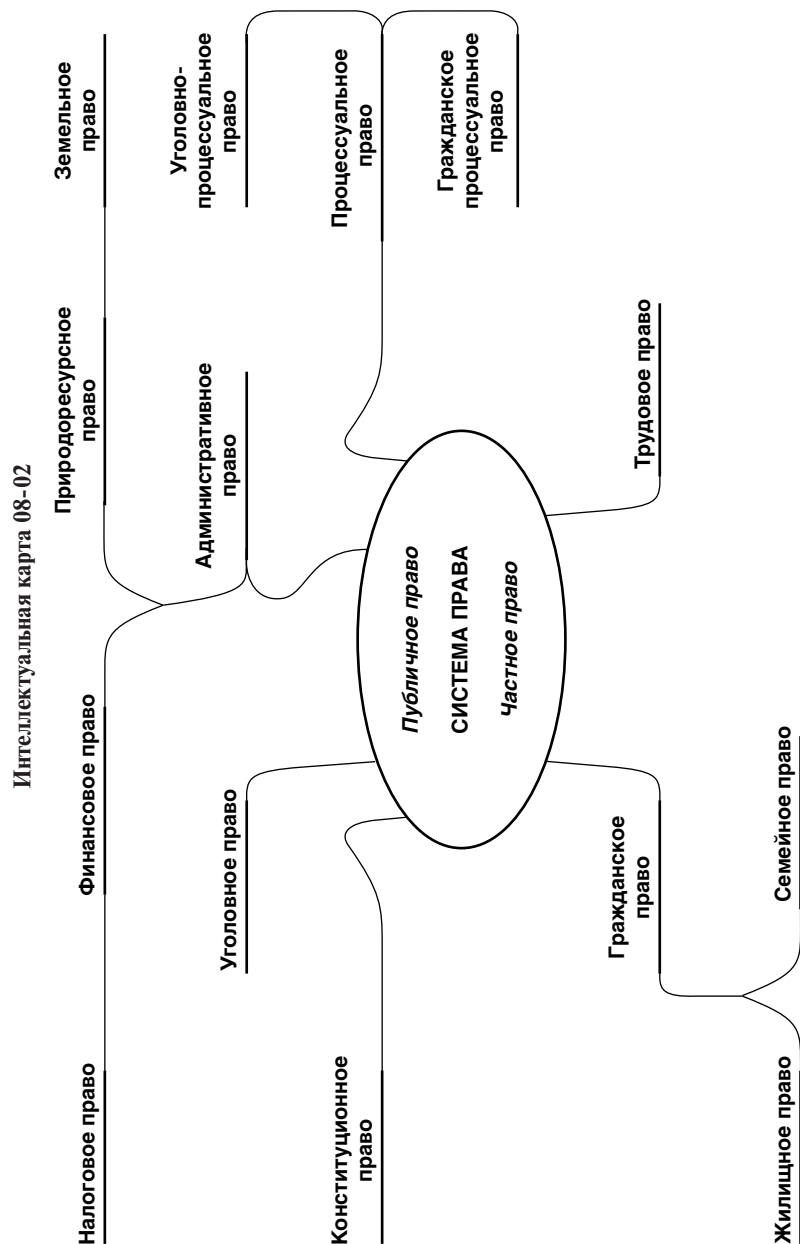 Интеллектуальная карта 08-02
Налоговое право
Финансовое право
Природоресурсное
право
Земельное
право
Уголовное право
Административное
право
Уголовно-
процессуальное
право
Конституционное
право
Процессуальное
право
Публичное право
СИСТЕМА ПРАВА
Частное право
Гражданское
процессуальное
право
Гражданское
право
Трудовое право
Жилищное право
Семейное право